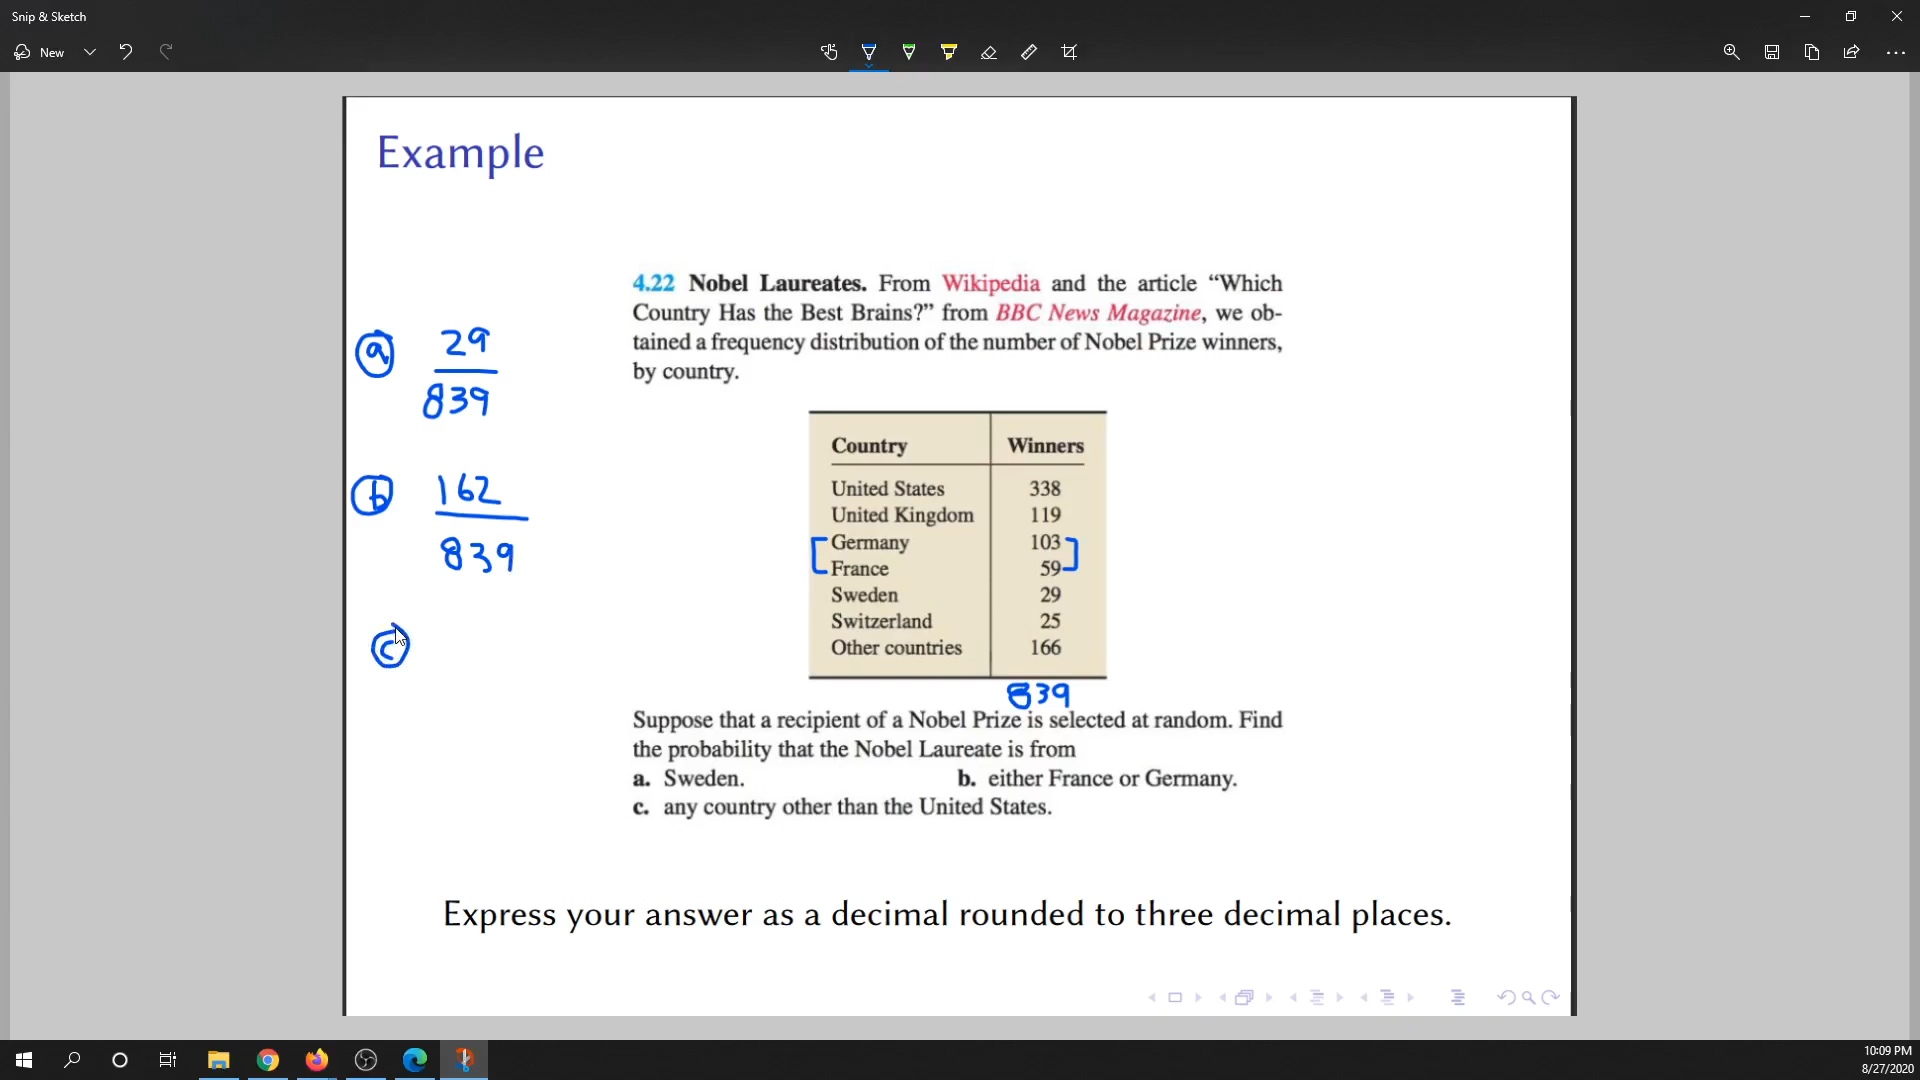 Snip & Sketch
New
Example
4.22 Nobel Laureates. From Wikipedia and the article “Which
Country Has the Best Brains?” from BBC News Magazine, we ob-
tained a frequency distribution of the number of Nobel Prize winners,
by country.
a 29
839
b 162
839
c
Country Winners
United States 338
United Kingdom 119
[Germany 103]
[France 59]
Sweden 29
Switzerland 25
Other countries 166
839
Suppose that a recipient of a Nobel Prize is selected at random. Find
the probability that the Nobel Laureate is from
a. Sweden. b. either France or Germany.
c. any country other than the United States.
Express your answer as a decimal rounded to three decimal places.
10:09 PM
8/27/2020